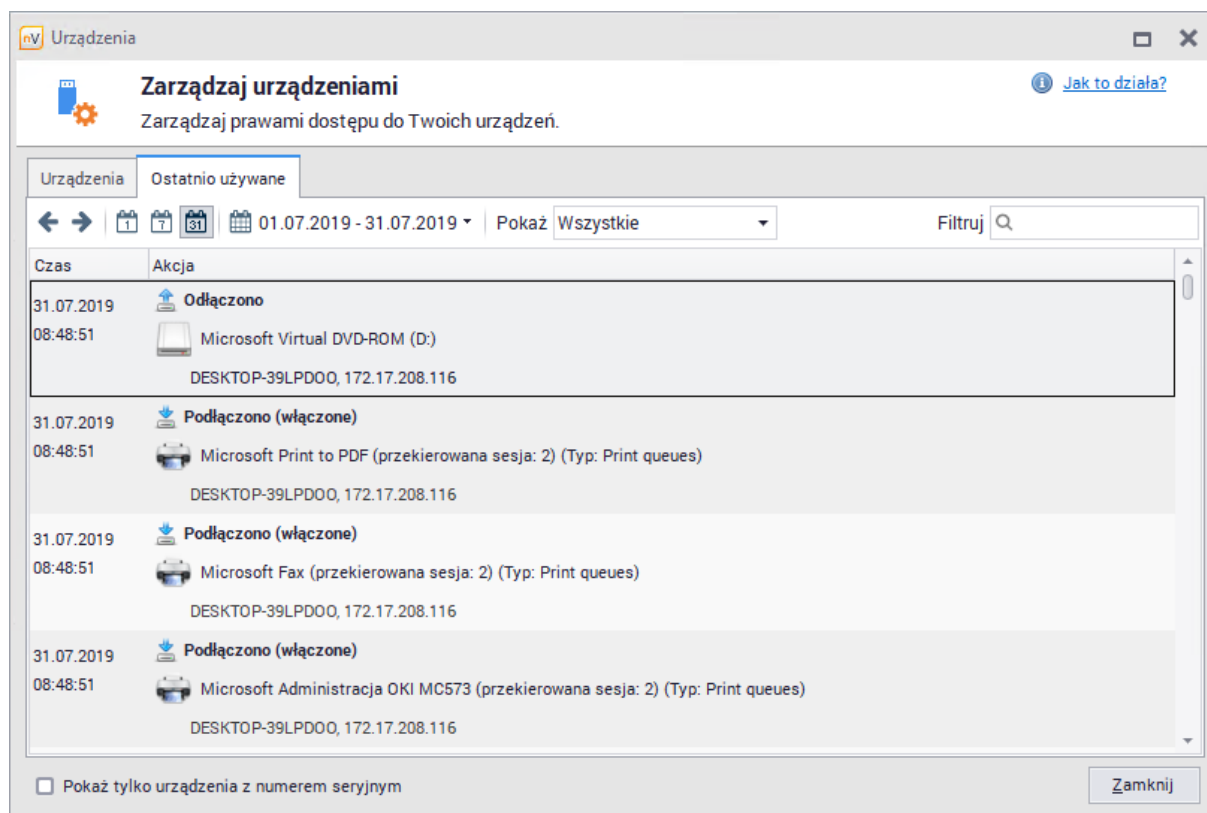 nV Urządzenia
Zarządzaj urządzeniami
Jak to działa?
Zarządzaj prawami dostępu do Twoich urządzeń.
Urządzenia Ostatnio używane
1 7 31 01.07.2019 - 31.07.2019 Pokaż Wszystkie Filtruj
Czas Akcja
31.07.2019 Odłączono
08:48:51 Microsoft Virtual DVD-ROM (D:)
DESKTOP-39LPDOO, 172.17.208.116
31.07.2019 Podłączono (włączone)
08:48:51 Microsoft Print to PDF (przekierowana sesja: 2) (Typ: Print queues)
DESKTOP-39LPDOO, 172.17.208.116
31.07.2019 Podłączono (włączone)
08:48:51 Microsoft Fax (przekierowana sesja: 2) (Typ: Print queues)
DESKTOP-39LPDOO, 172.17.208.116
31.07.2019 Podłączono (włączone)
08:48:51 Microsoft Administracja OKI MC573 (przekierowana sesja: 2) (Typ: Print queues)
DESKTOP-39LPDOO, 172.17.208.116
Pokaż tylko urządzenia z numerem seryjnym Zamknij